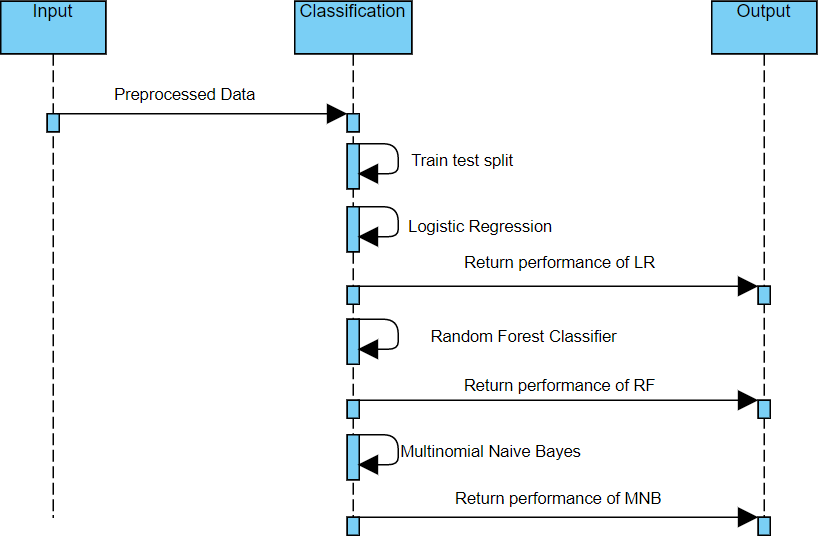 Input
Classification
Output
Preprocessed Data
Train test split
Logistic Regression
Return performance of LR
Random Forest Classifier
Return performance of RF
Multinomial Naive Bayes
Return performance of MNB